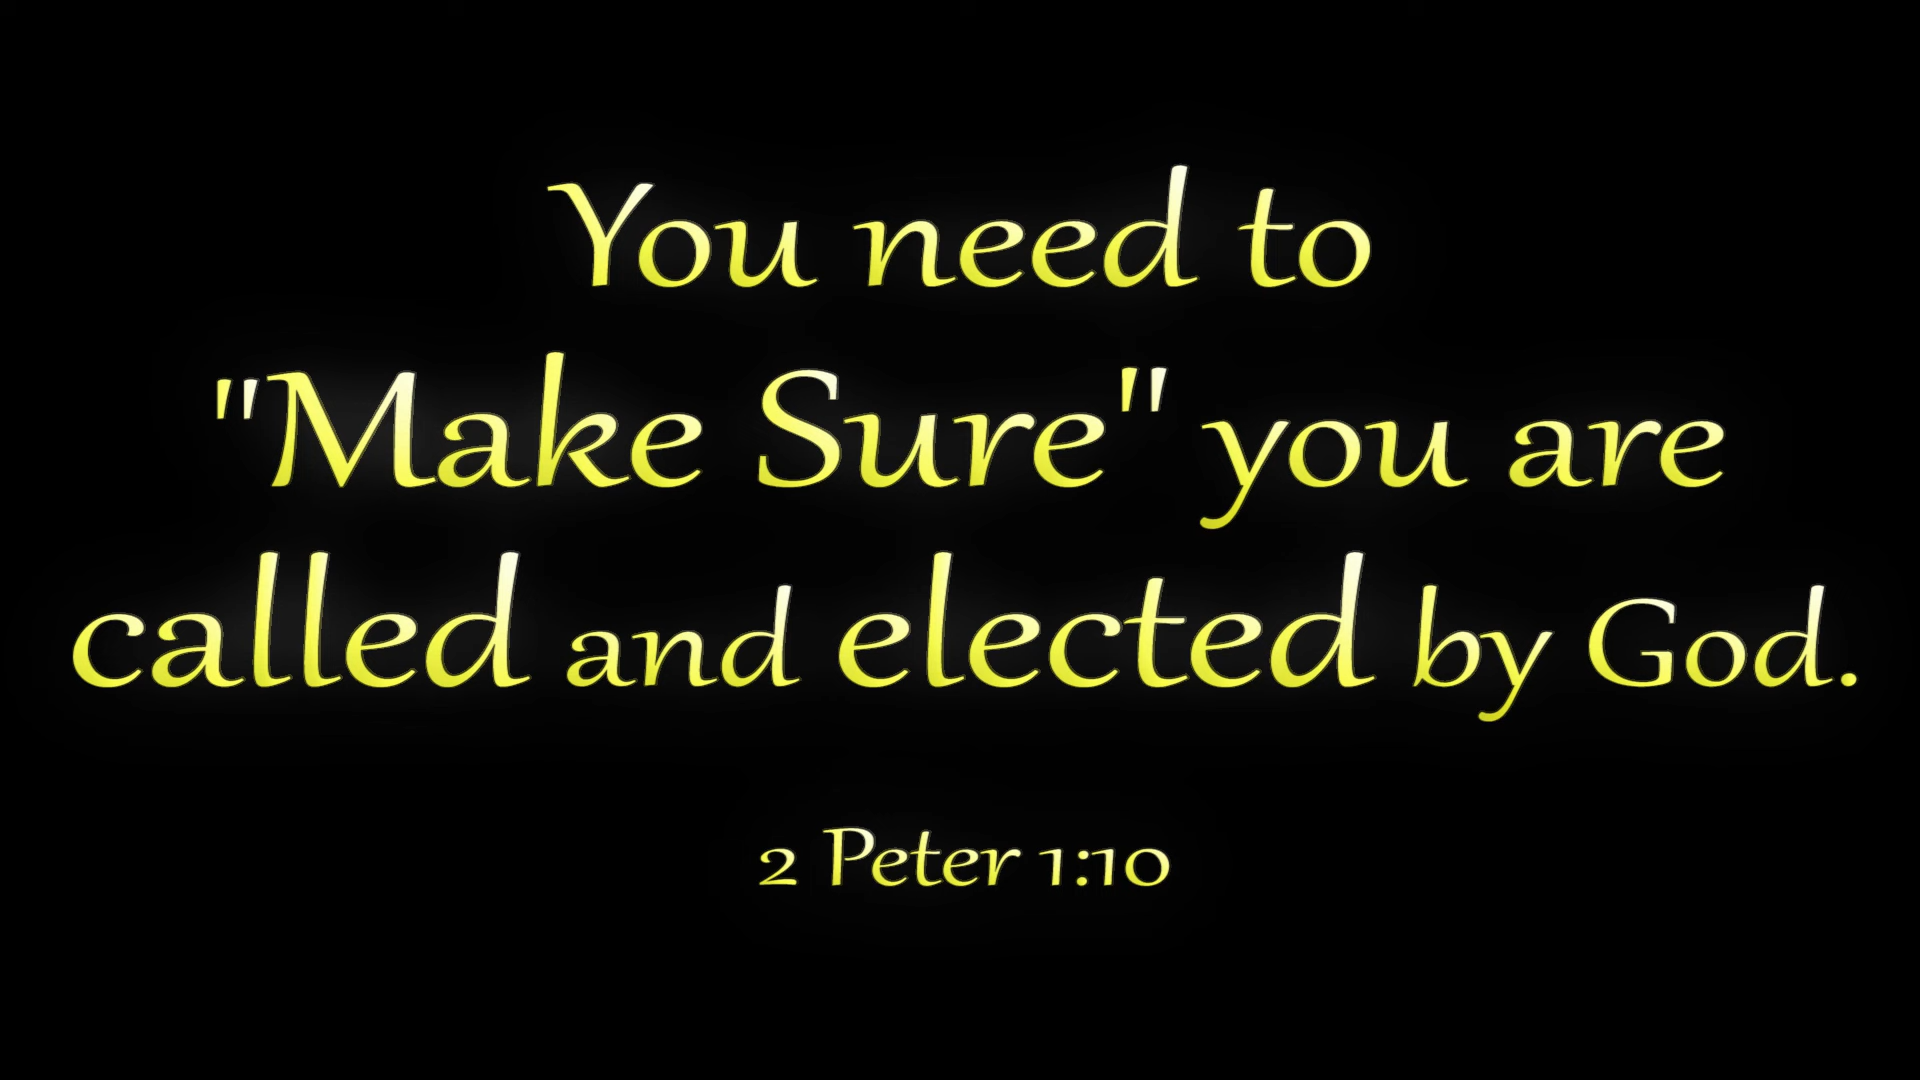 You need to
"Make Sure" you are
called and elected by God.
2 Peter 1:10